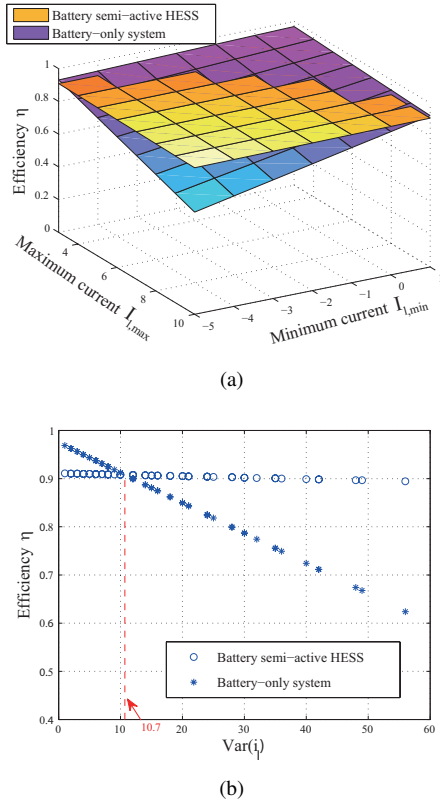 Battery semi-active HESS
Battery-only system
1
0.8
0.6
0.4
0.2
0
Efficiency η
4
6
8
10
Maximum current I l,max
-5
-4
-3
-2
-1
0
Minimum current I l,min
(a)
1
0.9
0.8
0.7
0.6
0.5
0.4
Efficiency η
Battery semi-active HESS
Battery-only system
10.7
0
10
20
30
40
50
60
Var(i l)
(b)